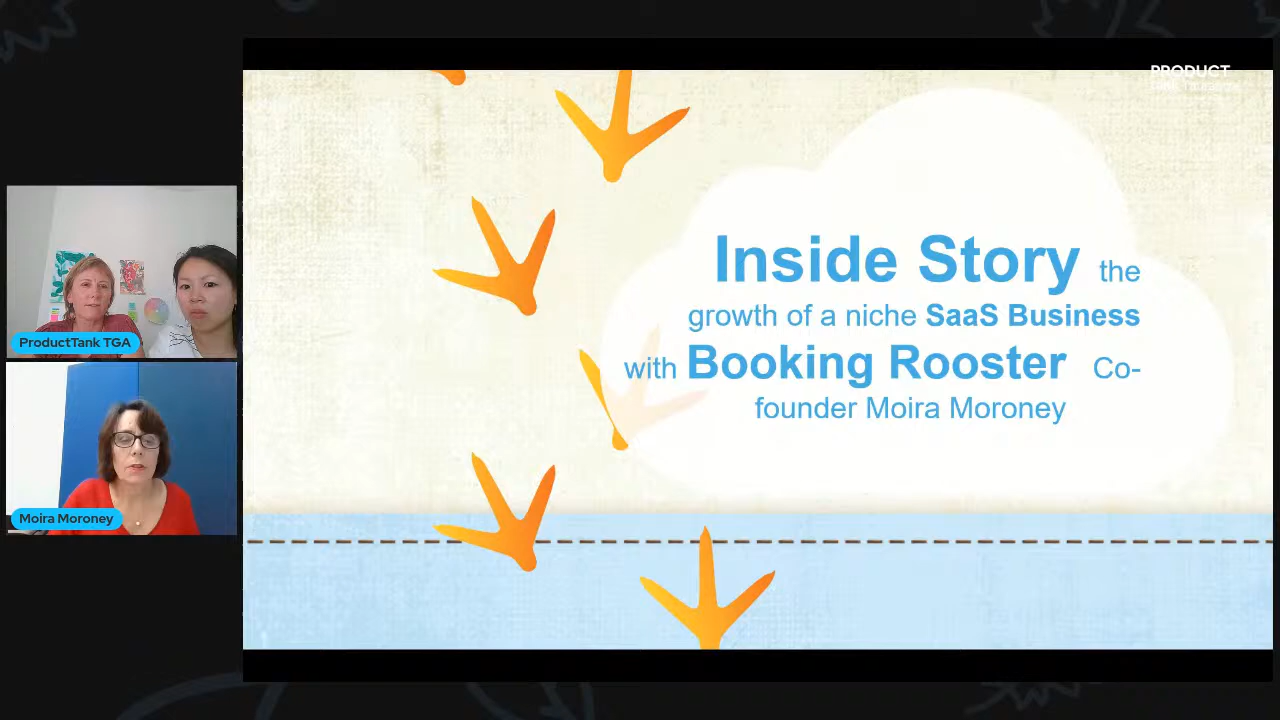 PRODUCT
Inside Story the
growth of a niche SaaS Business
with Booking Rooster Co-
founder Moira Moroney
ProductTank TGA
Moira Moroney